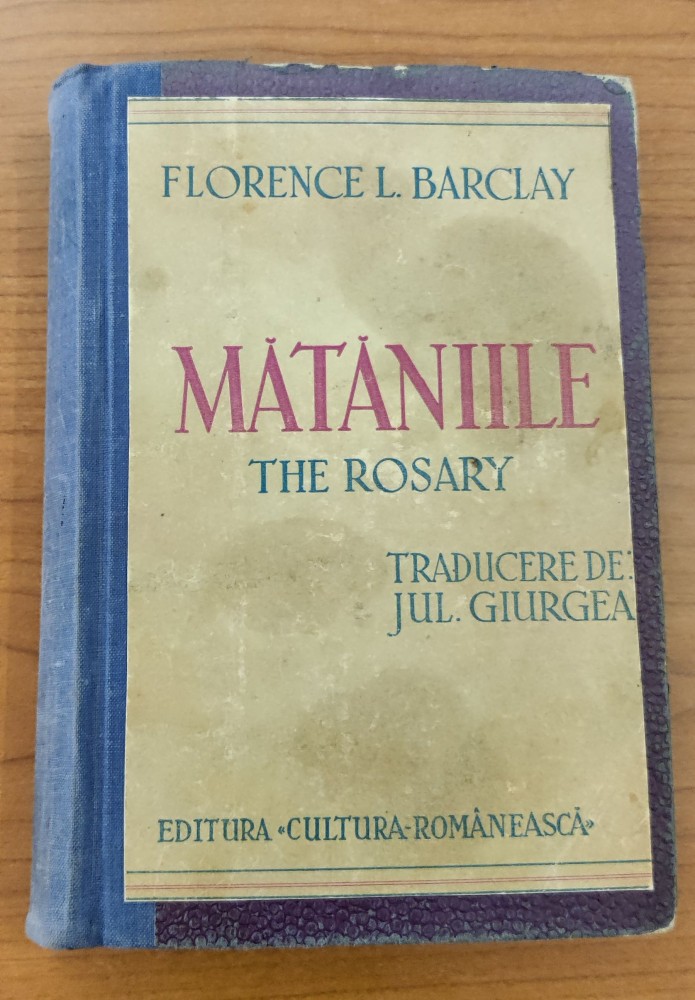 FLORENCE L. BARCLAY
MĂTĂNIILE
THE ROSARY
TRADUCERE DE:
JUL. GIURGEA
EDITURA «CULTURA-ROMÂNEASCĂ»